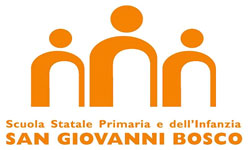 Scuola Statale Primaria e dell'Infanzia
SAN GIOVANNI BOSCO